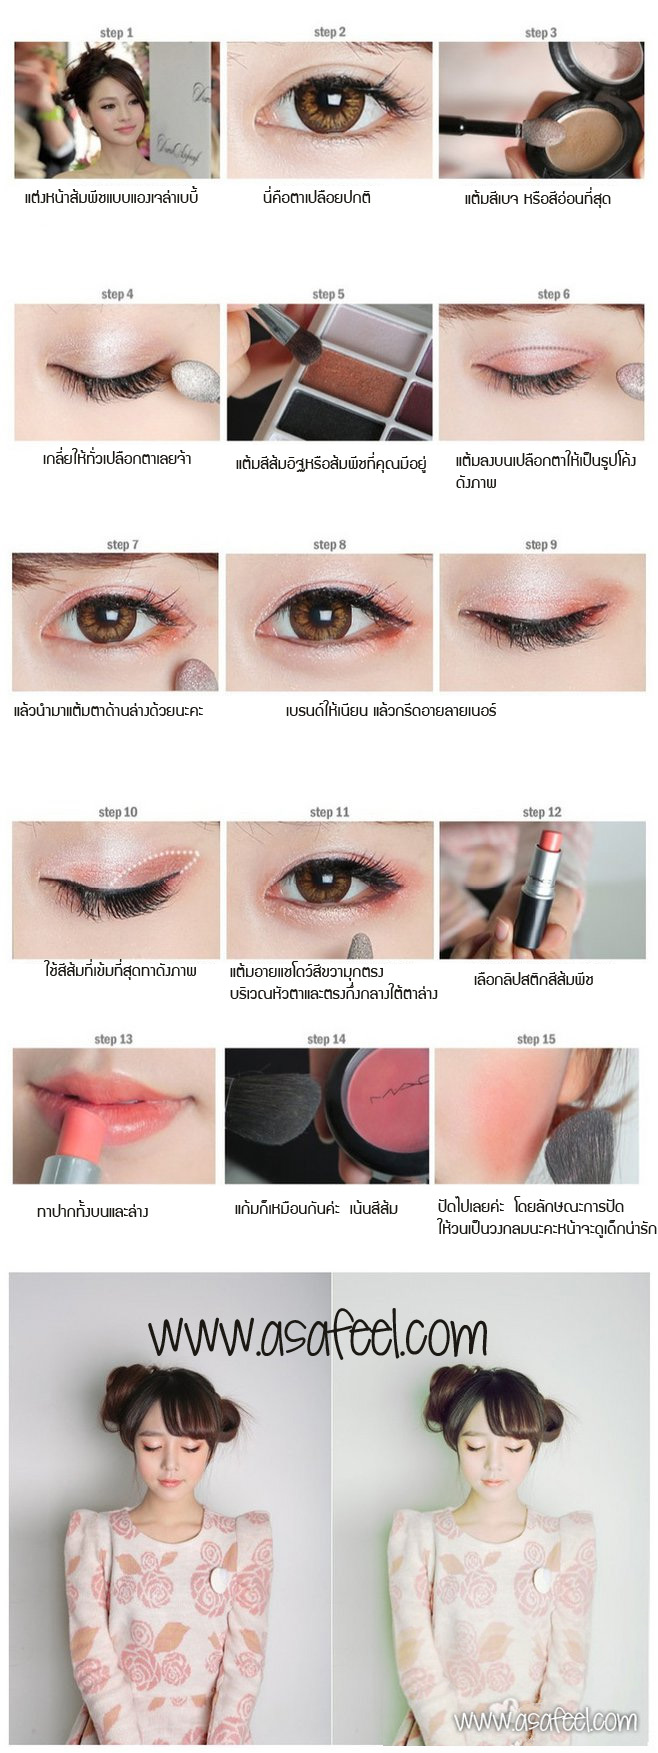 step 1
step 2
step 3
แต่งหน้าส้มพีชแบบแองเจล่าเบบี้
นี่คือตาเปลือยปกติ
แต้มสีเบจ หรือสีอ่อนที่สุด
step 4
step 5
step 6
เกลี่ยให้ทั่วเปลือกตาเลยจ้า
แต้มสีส้มอิฐหรือส้มพีชที่คุณมีอยู่
แต้มลงบนเปลือกตาให้เป็นรูปโค้ง
ดังภาพ
step 7
step 8
step 9
แล้วนำมาแต้มตาด้านล่างด้วยนะคะ
เบรนด์ให้เนียน แล้วกรีดอายลายเนอร์
step 10
step 11
step 12
ใช้สีส้มที่เข้มที่สุดทาดังภาพ
แต้มอายแชโดว์สีขาวมุกตรง
บริเวณหัวตาและตรงกึ่งกลางใต้ตาล่าง
เลือกลิปสติกสีส้มพีช
step 13
step 14
step 15
MAC
ทาปากทั้งบนและล่าง
แก้มก็เหมือนกันค่ะ เน้นสีส้ม
ปัดไปเลยค่ะ โดยลักษณะการปัด
ให้วนเป็นวงกลมนะคะหน้าจะดูเด็กน่ารัก
www.asafeel.com
www.asafeel.com